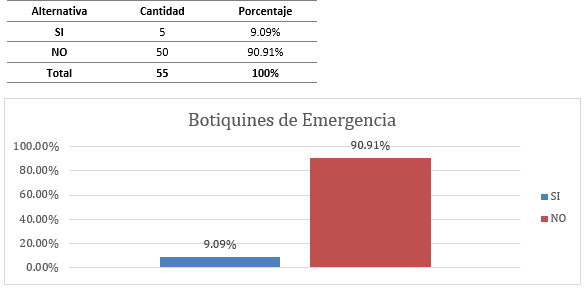 Alternativa Cantidad Porcentaje
SI 5 9.09%
NO 50 90.91%
Total 55 100%
Botiquines de Emergencia
100.00%
80.00%
60.00%
40.00%
20.00%
0.00%
9.09%
90.91%
SI
NO